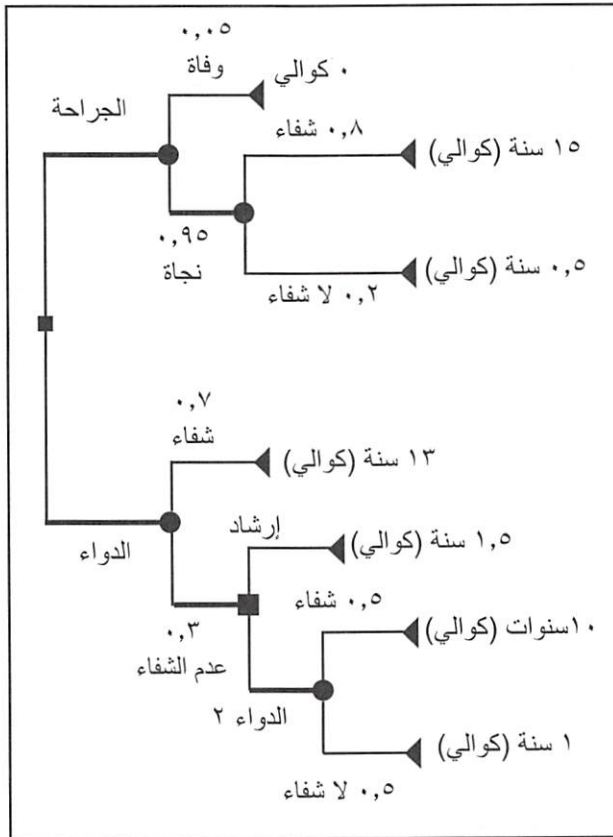 ٠,٠٥
وفاة
٠ كوالي
الجراحة
٠,٨ شفاء
١٥ سنة (كوالي)
٠,٩٥
نجاة
٠,٥ سنة (كوالي)
٠,٢ لا شفاء
٠,٧
شفاء
١٣ سنة (كوالي)
الدواء
إرشاد
١,٥ سنة (كوالي)
٠,٣
عدم الشفاء
٠,٥ شفاء
١٠سنوات (كوالي)
الدواء ٢
١ سنة (كوالي)
٠,٥ لا شفاء